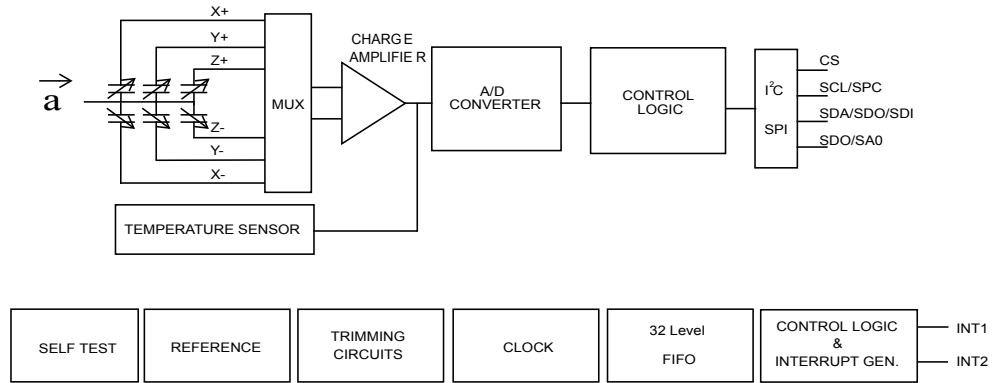 X+
Y+
Z+
a
Z-
Y-
X-
MUX
CHARGE
AMPLIFIER
A/D
CONVERTER
CONTROL
LOGIC
I²C
SPI
CS
SCL/SPC
SDA/SDO/SDI
SDO/SA0
TEMPERATURE SENSOR
SELF TEST
REFERENCE
TRIMMING
CIRCUITS
CLOCK
32 Level
FIFO
CONTROL LOGIC
&
INTERRUPT GEN.
INT1
INT2